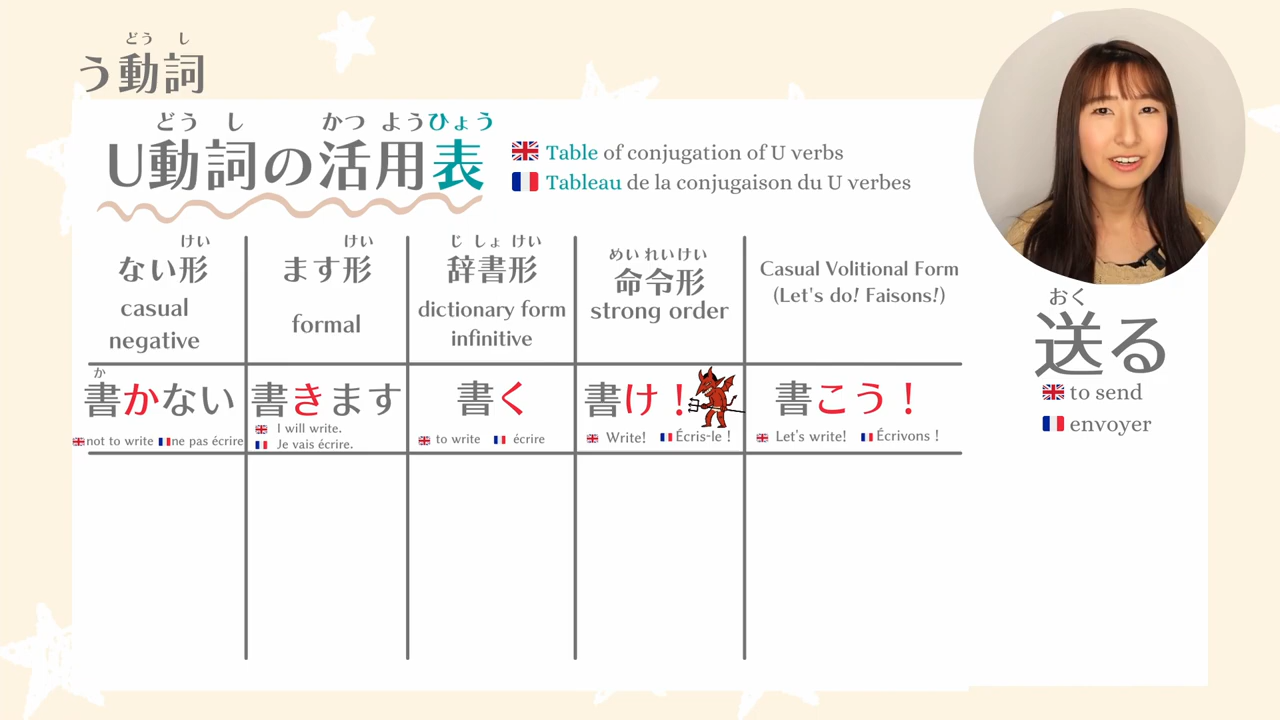 どう し
う動詞
どう し かつ ようひょう
U動詞の活用表
Table of conjugation of U verbs
Tableau de la conjugaison du U verbes
けい
ない形
casual
negative
けい
ます形
formal
じ しょ けい
辞書形
dictionary form
infinitive
めい れい けい
命令形
strong order
Casual Volitional Form
(Let's do! Faisons!)
か
書かない
not to write ne pas écrire
書きます
I will write.
Je vais écrire.
書く
to write écrire
書け！
Write! Écris-le !
書こう！
Let's write! Écrivons !
おく
送る
to send
envoyer